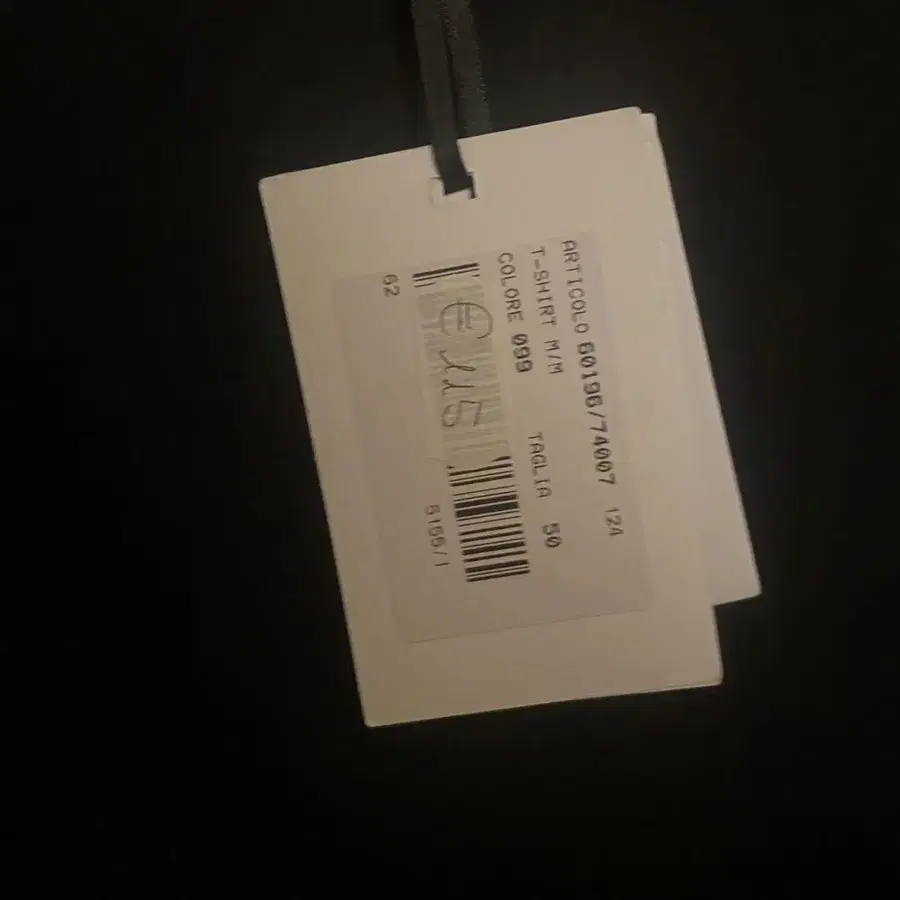 ARTICOLO 60196/74007 124
T-SHIRT M/M
COLORE 099 TAGLIA 50
€ 115
62 5155/1